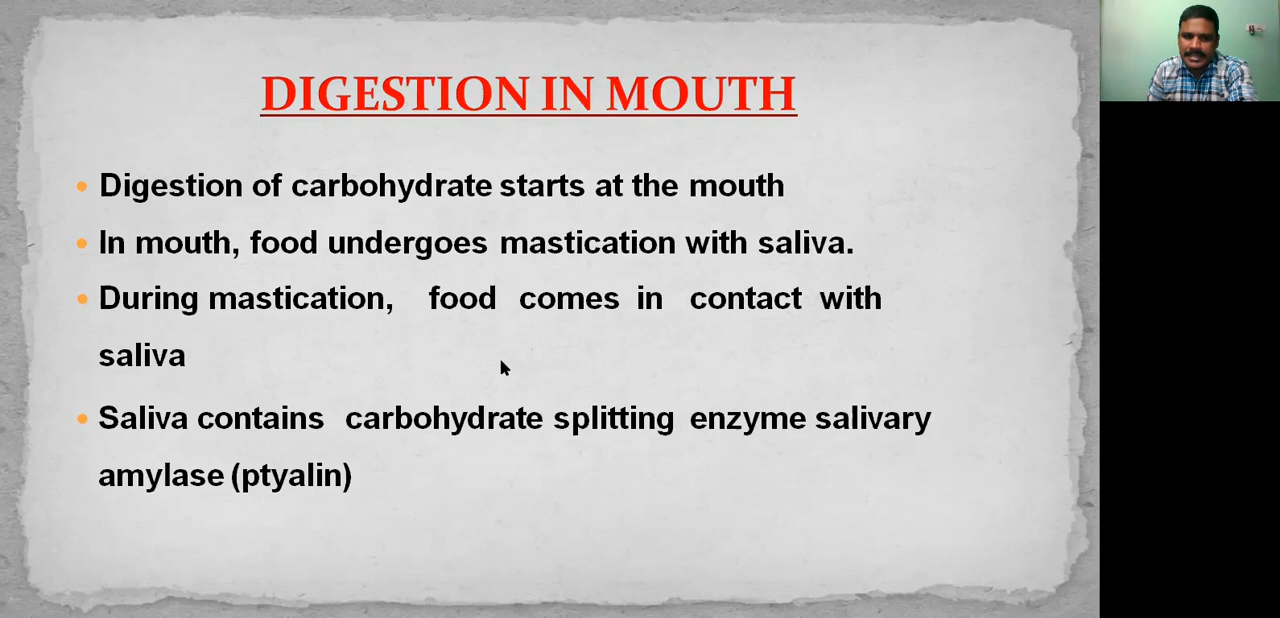 DIGESTION IN MOUTH
Digestion of carbohydrate starts at the mouth
In mouth, food undergoes mastication with saliva.
During mastication, food comes in contact with
saliva
Saliva contains carbohydrate splitting enzyme salivary
amylase (ptyalin)